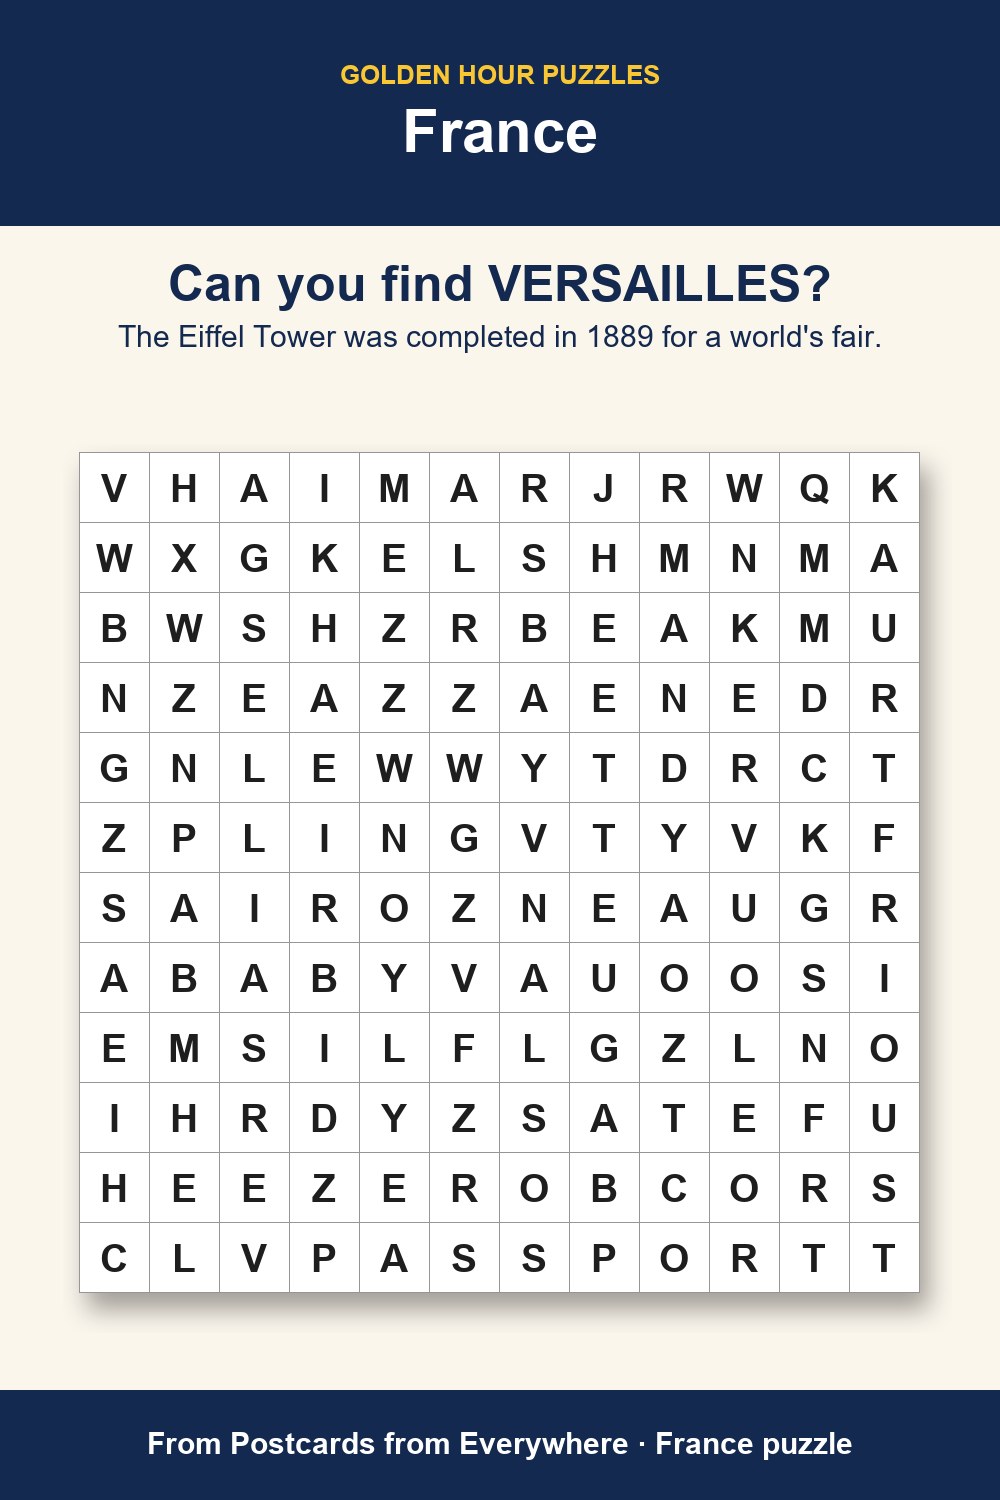 GOLDEN HOUR PUZZLES
France
Can you find VERSAILLES?
The Eiffel Tower was completed in 1889 for a world's fair.
V H A I M A R J R W Q K
W X G K E L S H M N M A
B W S H Z R B E A K M U
N Z E A Z Z A E N E D R
G N L E W W Y T D R C T
Z P L I N G V T Y V K F
S A I R O Z N E A U G R
A B A B Y V A U O O S I
E M S I L F L G Z L N O
I H R D Y Z S A T E F U
H E E Z E R O B C O R S
C L V P A S S P O R T T
From Postcards from Everywhere · France puzzle